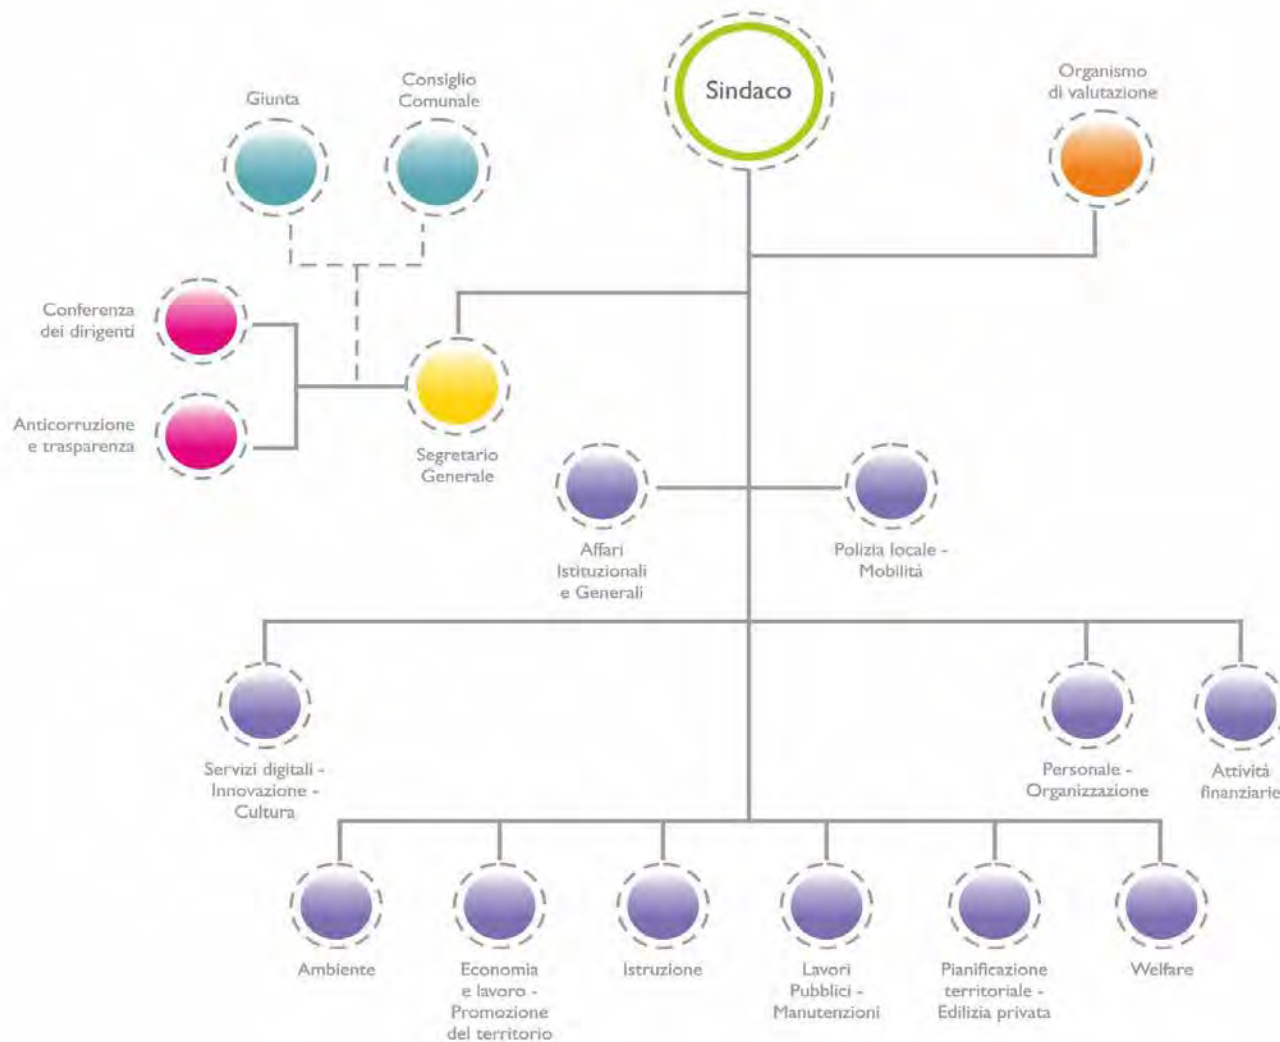 Sindaco
Giunta
Consiglio
Comunale
Organismo
di valutazione
Conferenza
dei dirigenti
Anticorruzione
e trasparenza
Segretario
Generale
Affari
Istituzionali
e Generali
Polizia locale -
Mobilità
Servizi digitali -
Innovazione -
Cultura
Personale -
Organizzazione
Attività
finanziarie
Ambiente
Economia
e lavoro -
Promozione
del territorio
Istruzione
Lavori
Pubblici -
Manutenzioni
Pianificazione
territoriale -
Edilizia privata
Welfare